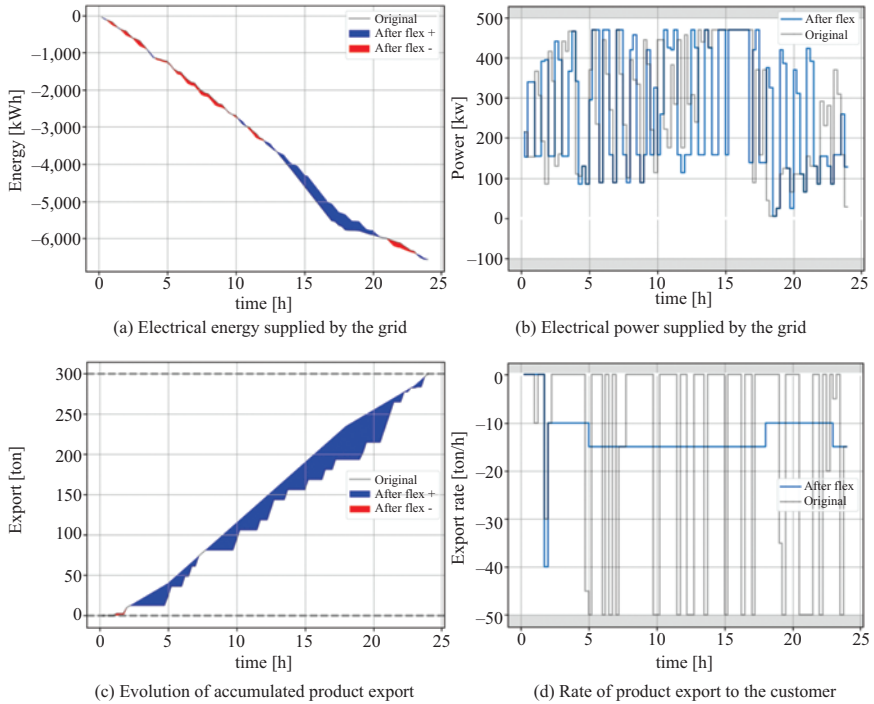 0
−1,000
−2,000
−3,000
−4,000
−5,000
−6,000
Energy [kWh]
Original
After flex +
After flex -
0 5 10 15 20 25
time [h]
(a) Electrical energy supplied by the grid
500
400
300
200
100
0
−100
Power [kw]
After flex
Original
0 5 10 15 20 25
time [h]
(b) Electrical power supplied by the grid
300
250
200
150
100
50
0
Export [ton]
Original
After flex +
After flex -
0 5 10 15 20 25
time [h]
(c) Evolution of accumulated product export
0
−10
−20
−30
−40
−50
Export rate [ton/h]
After flex
Original
0 5 10 15 20 25
time [h]
(d) Rate of product export to the customer